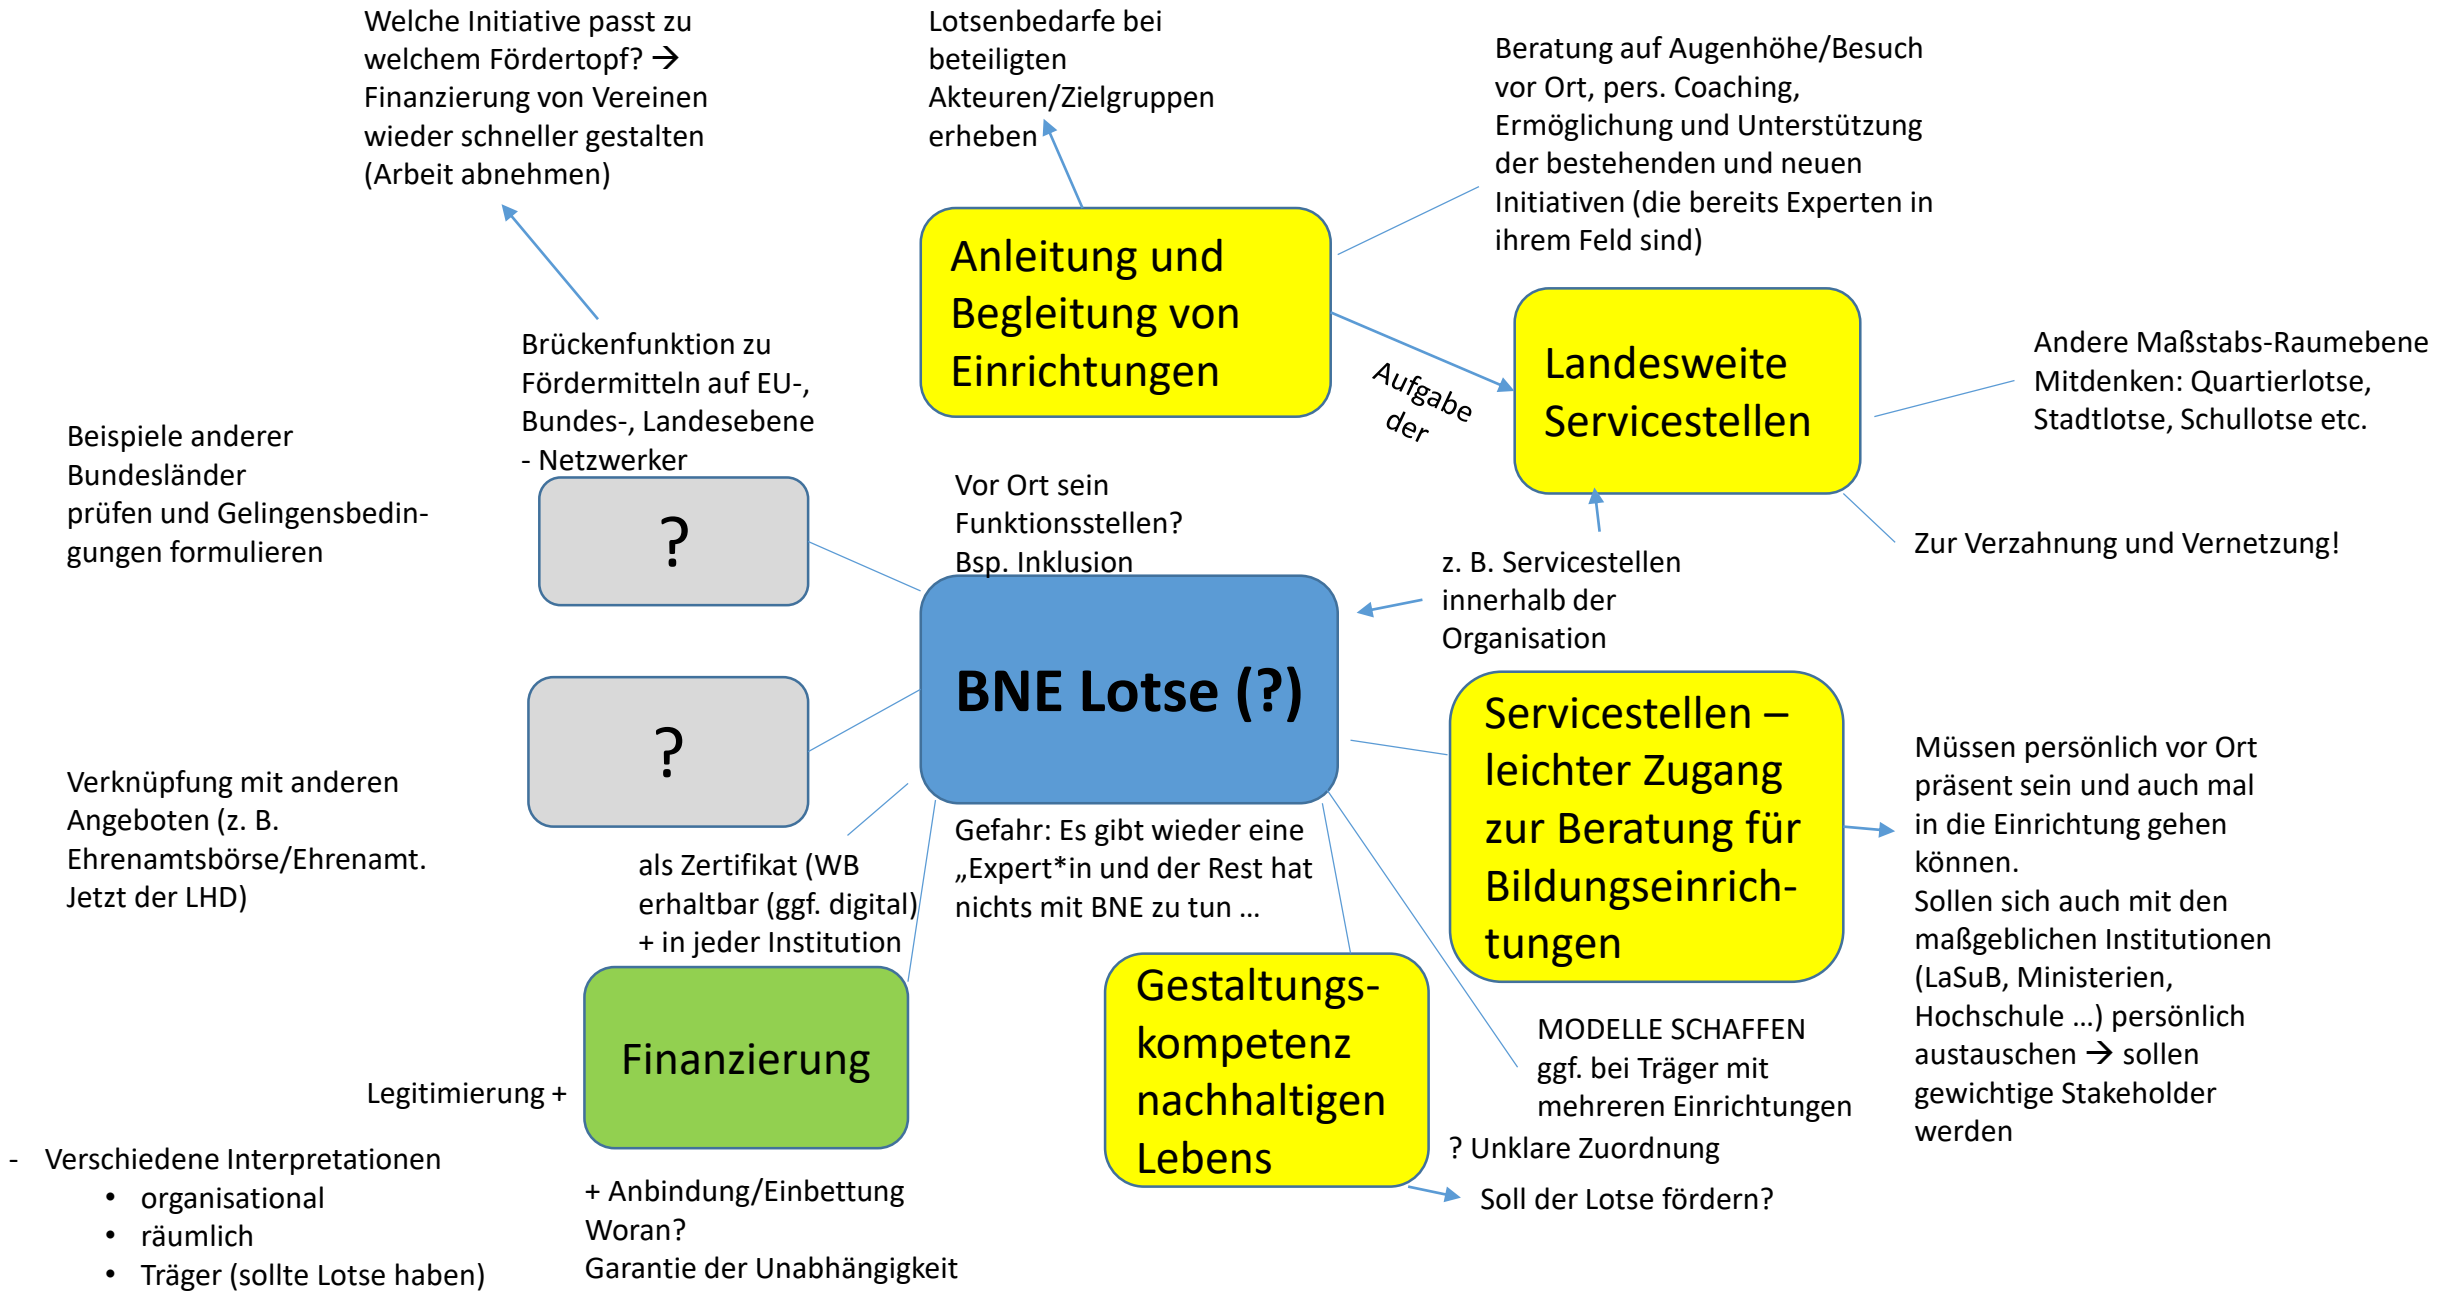 Welche Initiative passt zu
welchem Fördertopf? →
Finanzierung von Vereinen
wieder schneller gestalten
(Arbeit abnehmen)
Lotsenbedarfe bei
beteiligten
Akteuren/Zielgruppen
erheben
Beratung auf Augenhöhe/Besuch
vor Ort, pers. Coaching,
Ermöglichung und Unterstützung
der bestehenden und neuen
Initiativen (die bereits Experten in
ihrem Feld sind)
Anleitung und
Begleitung von
Einrichtungen
Aufgabe
der
Landesweite
Servicestellen
Andere Maßstabs-Raumebene
Mitdenken: Quartierlotse,
Stadtlotse, Schullotse etc.
Zur Verzahnung und Vernetzung!
Brückenfunktion zu
Fördermitteln auf EU-,
Bundes-, Landesebene
- Netzwerker
Beispiele anderer
Bundesländer
prüfen und Gelingensbedin-
gungen formulieren
?
Vor Ort sein
Funktionsstellen?
Bsp. Inklusion
z. B. Servicestellen
innerhalb der
Organisation
BNE Lotse (?)
?
Verknüpfung mit anderen
Angeboten (z. B.
Ehrenamtsbörse/Ehrenamt.
Jetzt der LHD)
als Zertifikat (WB
erhaltbar (ggf. digital)
+ in jeder Institution
Gefahr: Es gibt wieder eine
„Expert*in und der Rest hat
nichts mit BNE zu tun …
Servicestellen –
leichter Zugang
zur Beratung für
Bildungseinrich-
tungen
Müssen persönlich vor Ort
präsent sein und auch mal
in die Einrichtung gehen
können.
Sollen sich auch mit den
maßgeblichen Institutionen
(LaSuB, Ministerien,
Hochschule …) persönlich
austauschen → sollen
gewichtige Stakeholder
werden
Gestaltungs-
kompetenz
nachhaltigen
Lebens
MODELLE SCHAFFEN
ggf. bei Träger mit
mehreren Einrichtungen
? Unklare Zuordnung
Soll der Lotse fördern?
Finanzierung
Legitimierung +
- Verschiedene Interpretationen
• organisational
• räumlich
• Träger (sollte Lotse haben)
+ Anbindung/Einbettung
Woran?
Garantie der Unabhängigkeit